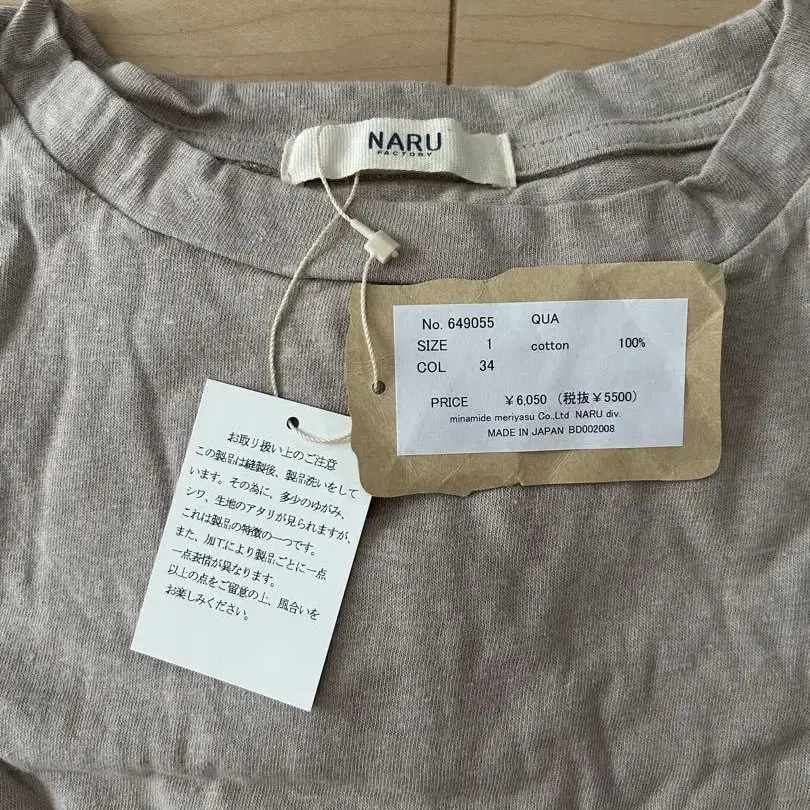 NARU
FACTORY
No. 649055 QUA
SIZE 1 cotton 100%
COL 34
PRICE ¥6,050 (税抜¥5500)
minamide meriyasu Co.,Ltd NARU div.
MADE IN JAPAN BD002008
お取り扱い上のご注意
この製品は縫製後、製品洗いをして
います。その為に、多少のゆがみ、
シワ、生地のアタリが見られますが、
これは製品の特徴の一つです。
また、加工により製品ごとに一点
一点表情が異なります。
以上の点をご留意の上、風合いを
お楽しみください。